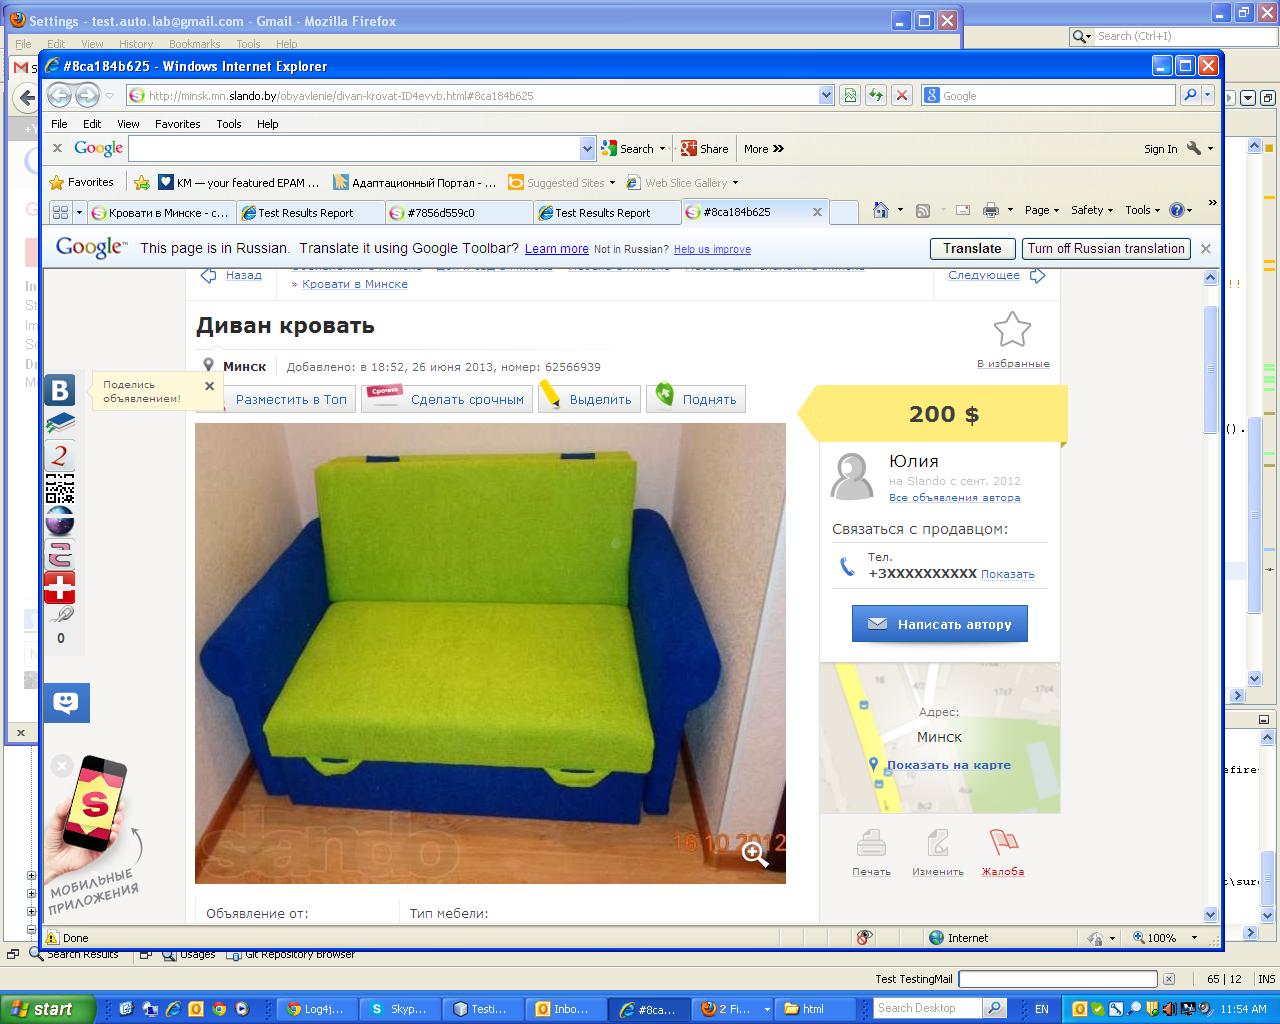 Settings - test.auto.lab@gmail.com - Gmail - Mozilla Firefox
File Edit View History Bookmarks Tools Help
Search (Ctrl+I)
#8ca184b625 - Windows Internet Explorer
http://minsk.mn.slando.by/obyavlenie/divan-krovat-ID4evvb.html#8ca184b625
Google
File Edit View Favorites Tools Help
x Google Search Share More »
Sign In
Favorites KM — your featured EPAM ... Адаптационный Портал - ... Suggested Sites Web Slice Gallery
Кровати в Минске - с... Test Results Report #7856d559c0 Test Results Report #8ca184b625
Page Safety Tools
Google™ This page is in Russian. Translate it using Google Toolbar? Learn more Not in Russian? Help us improve Translate Turn off Russian translation
Назад
» Кровати в Минске
Следующее
Диван кровать
В избранные
Минск Добавлено: в 18:52, 26 июня 2013, номер: 62566939
Поделись
объявлением!
Разместить в Топ Срочно Сделать срочным Выделить Поднять
200 $
Юлия
на Slando с сент. 2012
Все объявления автора
Связаться с продавцом:
Тел.
+3XXXXXXXXXX Показать
Написать автору
0
Адрес:
Минск
Показать на карте
slando
16 10 2012
Печать Изменить Жалоба
S
МОБИЛЬНЫЕ
ПРИЛОЖЕНИЯ
Объявление от: Тип мебели:
Done Internet 100%
Search Results Usages Git Repository Browser
Test TestingMail 65 | 12 INS
start Log4j... Skyp... Testi... Inbo... #8ca... 2 Fi... html Search Desktop EN 11:54 AM